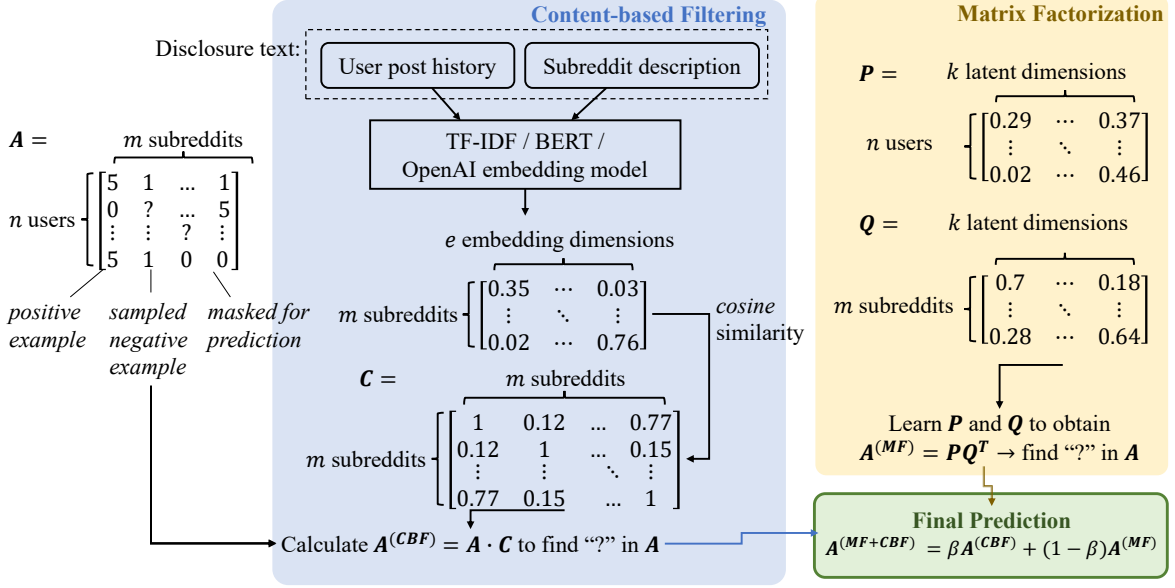 Content-based Filtering
Disclosure text:
User post history
Subreddit description
TF-IDF / BERT /
OpenAI embedding model
A =
m subreddits
n users
5 1 ... 1
0 ? ... 5
⋮ ⋮ ? ⋮
5 1 0 0
positive
example
sampled
negative
example
masked for
prediction
e embedding dimensions
m subreddits
0.35 ⋯ 0.03
⋮ ⋱ ⋮
0.02 ⋯ 0.76
cosine
similarity
C =
m subreddits
m subreddits
1 0.12 ... 0.77
0.12 1 ... 0.15
⋮ ⋮ ⋱ ⋮
0.77 0.15 ... 1
Calculate A^(CBF) = A · C to find “?” in A
Matrix Factorization
P =
k latent dimensions
n users
0.29 ⋯ 0.37
⋮ ⋱ ⋮
0.02 ⋯ 0.46
Q =
k latent dimensions
m subreddits
0.7 ⋯ 0.18
⋮ ⋱ ⋮
0.28 ⋯ 0.64
Learn P and Q to obtain
A^(MF) = PQ^T → find “?” in A
Final Prediction
A^(MF+CBF) = βA^(CBF) + (1 − β)A^(MF)